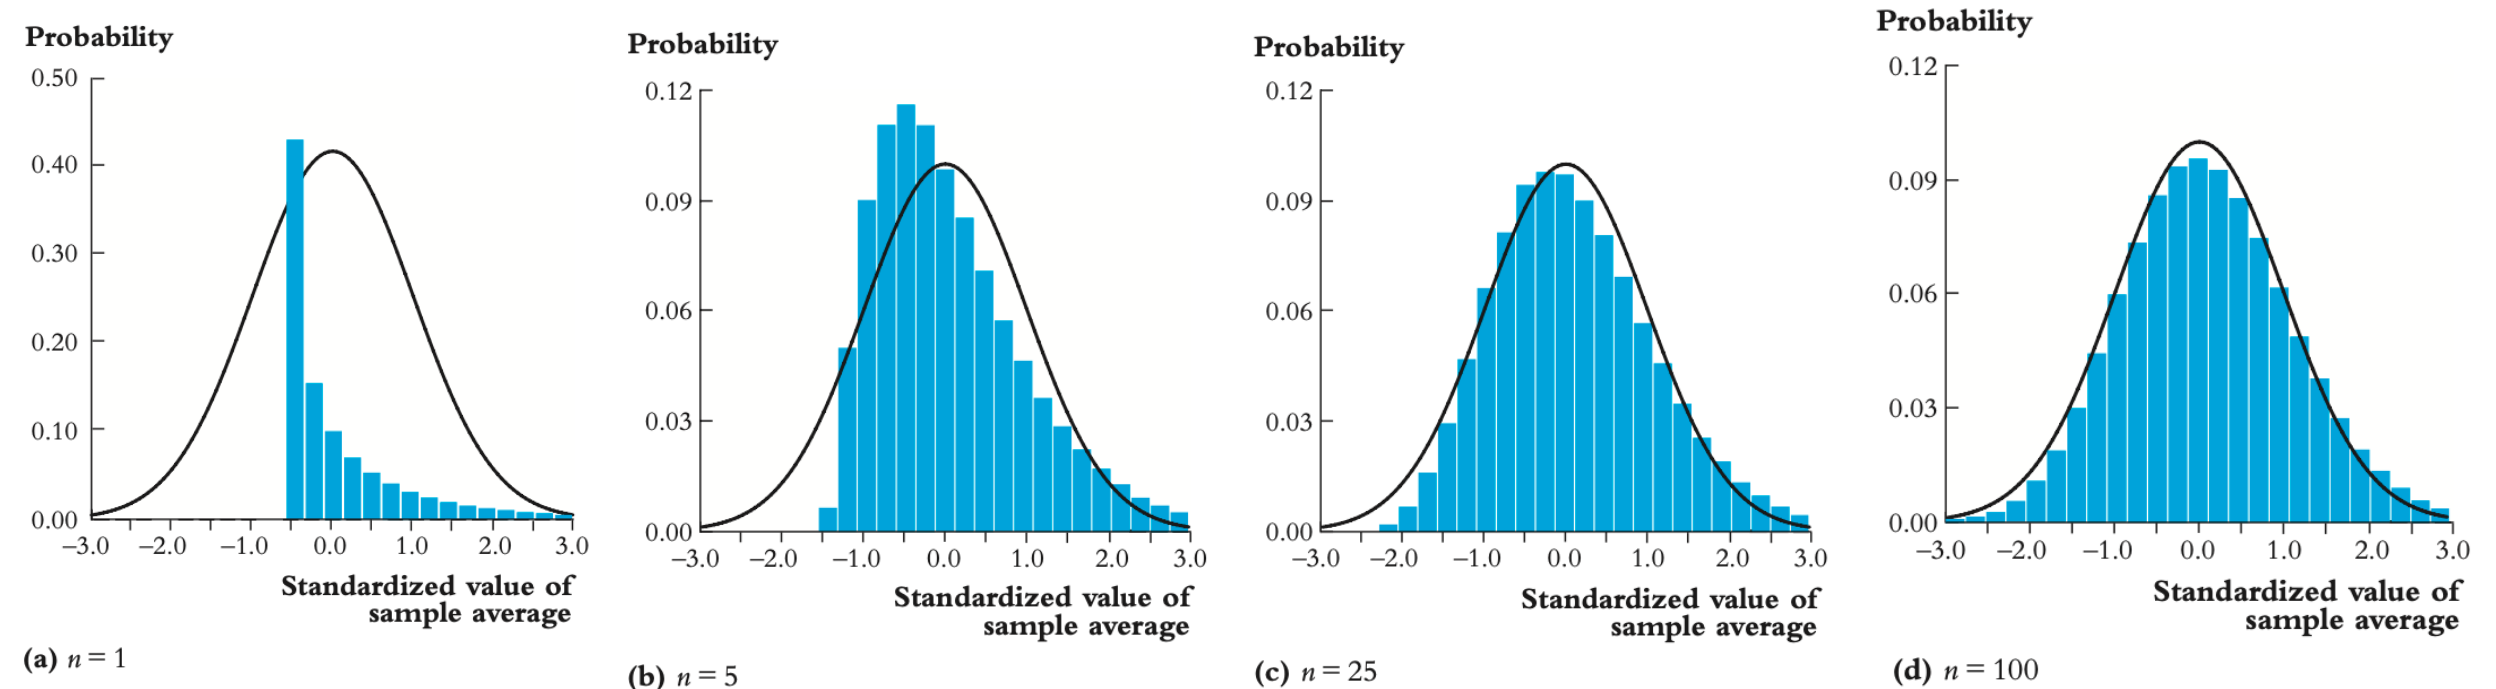 Probability
0.50
0.40
0.30
0.20
0.10
0.00
–3.0 –2.0 –1.0 0.0 1.0 2.0 3.0
Standardized value of
sample average
(a) n = 1
Probability
0.12
0.09
0.06
0.03
0.00
–3.0 –2.0 –1.0 0.0 1.0 2.0 3.0
Standardized value of
sample average
(b) n = 5
Probability
0.12
0.09
0.06
0.03
0.00
–3.0 –2.0 –1.0 0.0 1.0 2.0 3.0
Standardized value of
sample average
(c) n = 25
Probability
0.12
0.09
0.06
0.03
0.00
–3.0 –2.0 –1.0 0.0 1.0 2.0 3.0
Standardized value of
sample average
(d) n = 100